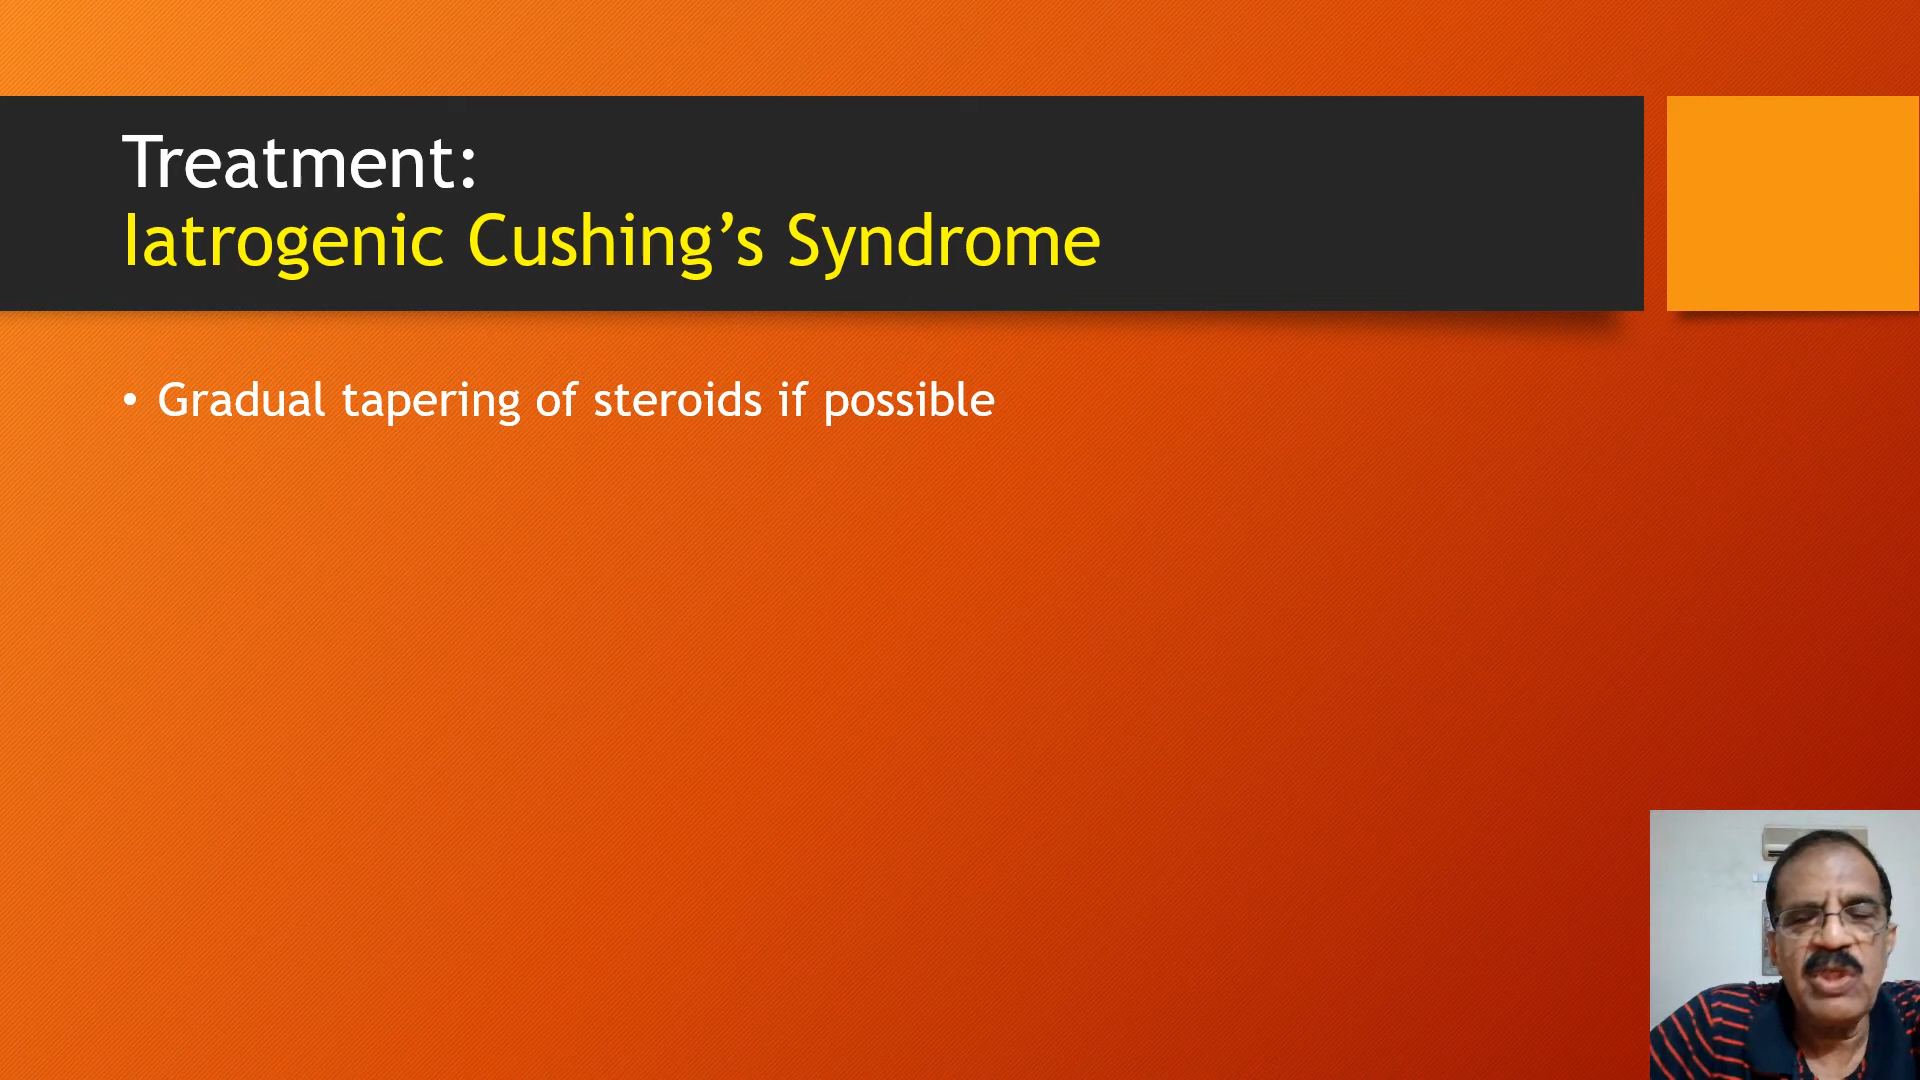 Treatment:
Iatrogenic Cushing’s Syndrome
• Gradual tapering of steroids if possible